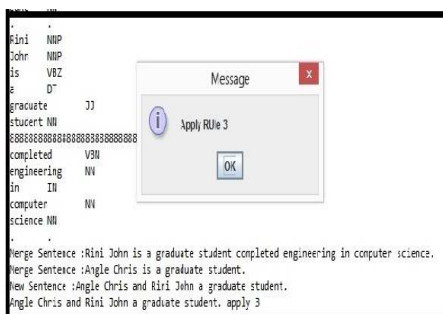 . .
Rini NNP
John NNP
is VBZ
a DT
graduate JJ
student NN
completed VBN
engineering NN
in IN
computer NN
science NN
. .
Merge Sentence :Rini John is a graduate student completed engineering in computer science.
Merge Sentence :Angle Chris is a graduate student.
New Sentence :Angle Chris and Rini John a graduate student.
Angle Chris and Rini John a graduate student. apply 3
Message
x
i
Apply RUle 3
OK